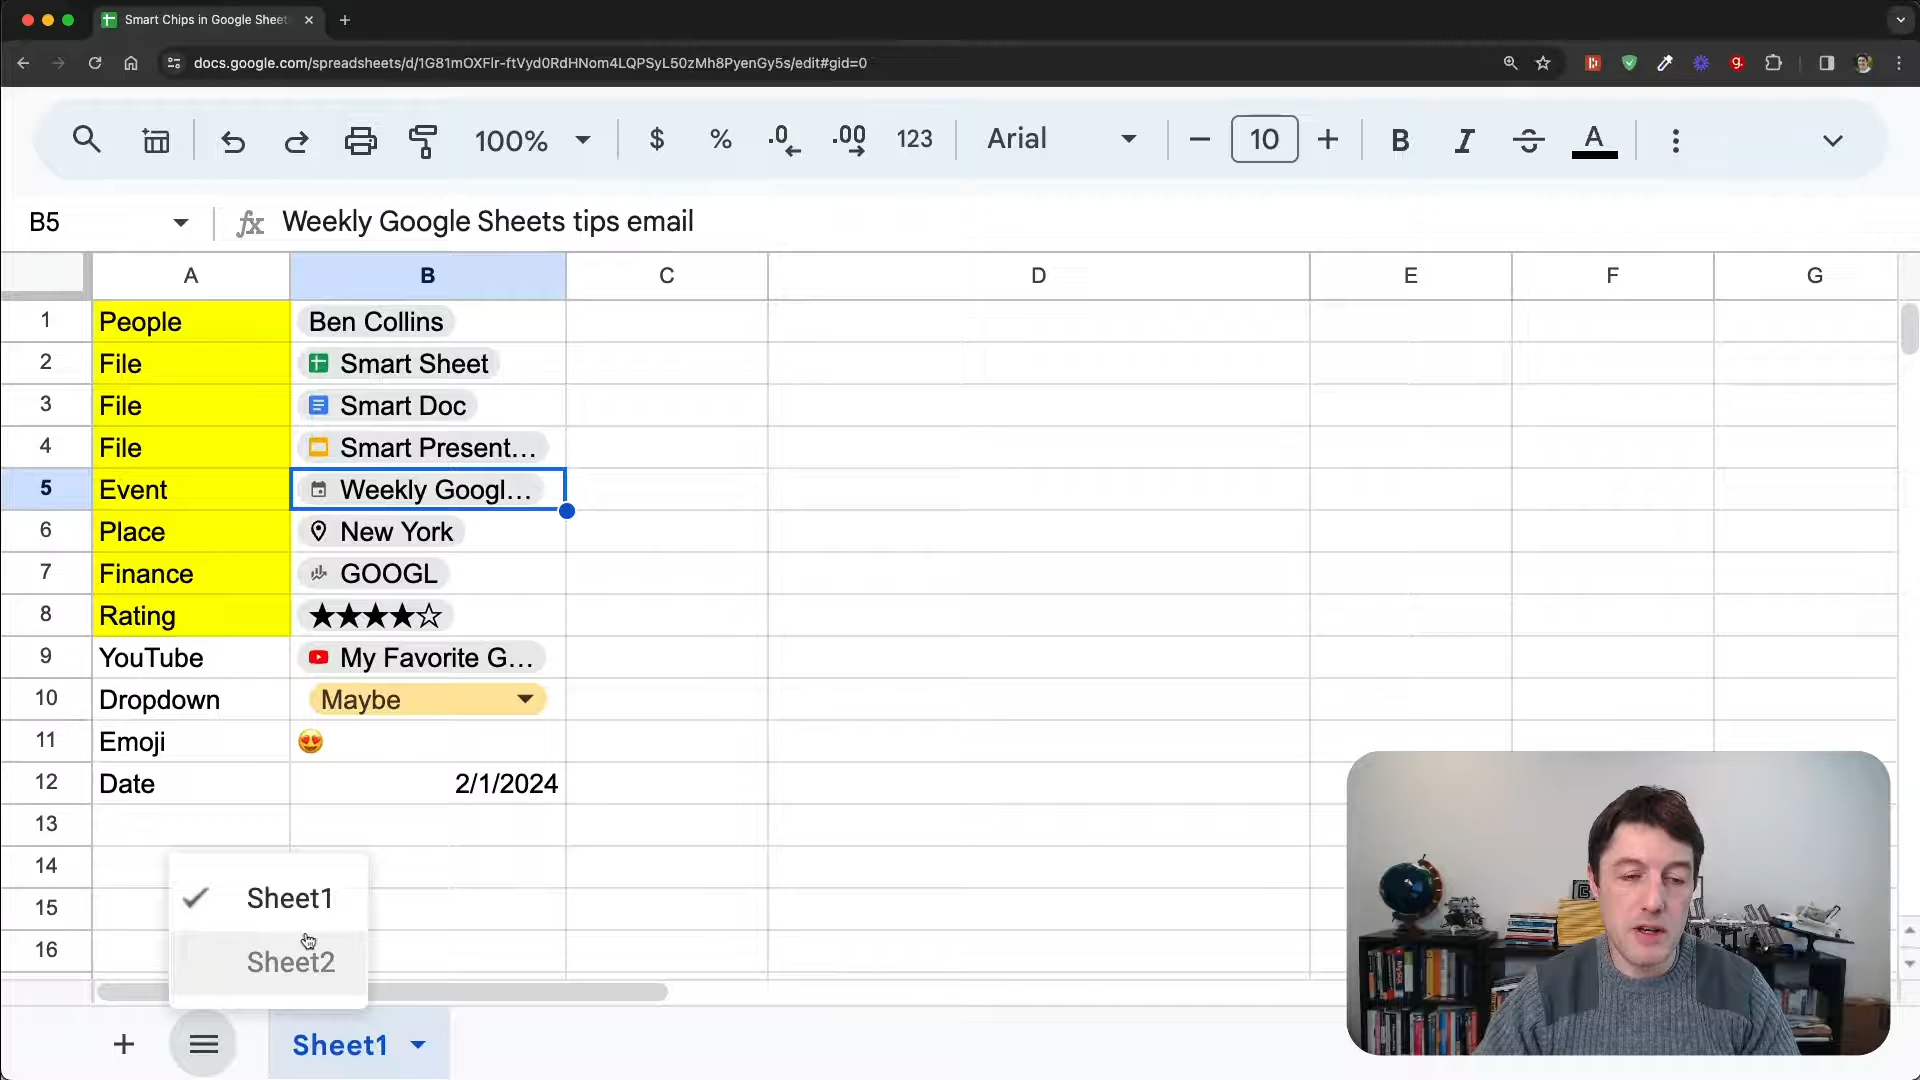 Smart Chips in Google Sheet
docs.google.com/spreadsheets/d/1G81mOXFlr-ftVyd0RdHNom4LQPSyL50zMh8PyenGy5s/edit#gid=0
100% $ % .0 .00 123 Arial 10 B I S A
B5 fx Weekly Google Sheets tips email
A B C D E F G
1 People Ben Collins
2 File Smart Sheet
3 File Smart Doc
4 File Smart Present...
5 Event Weekly Googl...
6 Place New York
7 Finance GOOGL
8 Rating ★★★★☆
9 YouTube My Favorite G...
10 Dropdown Maybe
11 Emoji 😍
12 Date 2/1/2024
13
14
15
16
Sheet1
Sheet2
Sheet1